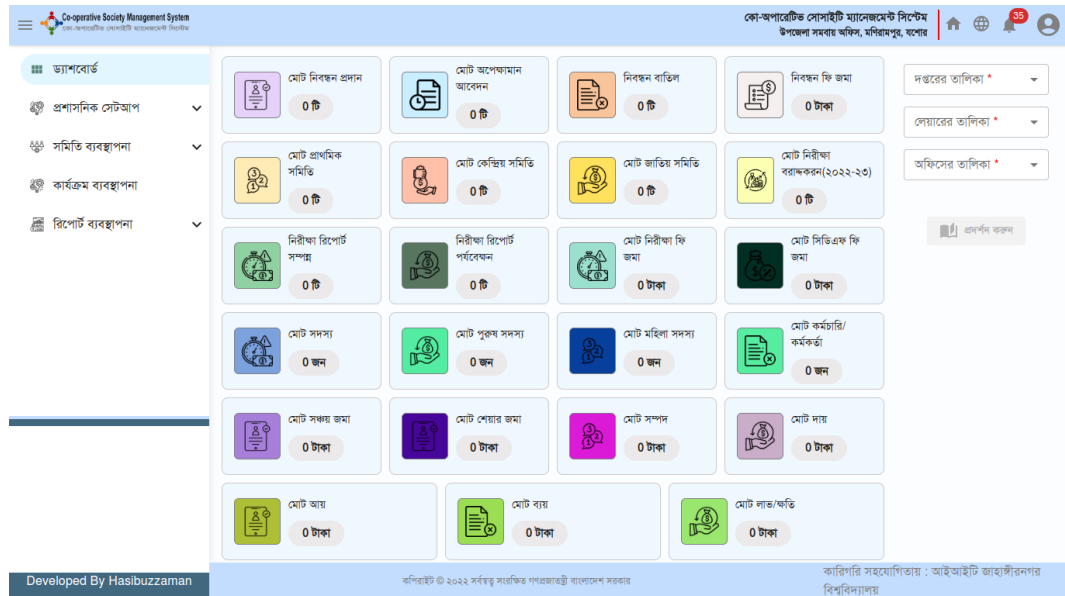 Co-operative Society Management System
কো-অপারেটিভ সোসাইটি ম্যানেজমেন্ট সিস্টেম
কো-অপারেটিভ সোসাইটি ম্যানেজমেন্ট সিস্টেম
উপজেলা সমবায় অফিস, মণিরামপুর, যশোর
35
ড্যাশবোর্ড
প্রশাসনিক সেটআপ
সমিতি ব্যবস্থাপনা
কার্যক্রম ব্যবস্থাপনা
রিপোর্ট ব্যবস্থাপনা
মোট নিবন্ধন প্রদান
0 টি
মোট অপেক্ষামান
আবেদন
0 টি
নিবন্ধন বাতিল
0 টি
নিবন্ধন ফি জমা
0 টাকা
মোট প্রাথমিক
সমিতি
0 টি
মোট কেন্দ্রিয় সমিতি
0 টি
মোট জাতিয় সমিতি
0 টি
মোট নিরীক্ষা
বরাদ্দকরন(২০২২-২৩)
0 টি
নিরীক্ষা রিপোর্ট
সম্পন্ন
0 টি
নিরীক্ষা রিপোর্ট
পর্যবেক্ষন
0 টি
মোট নিরীক্ষা ফি
জমা
0 টাকা
মোট সিডিএফ ফি
জমা
0 টাকা
মোট সদস্য
0 জন
মোট পুরুষ সদস্য
0 জন
মোট মহিলা সদস্য
0 জন
মোট কর্মচারি/
কর্মকর্তা
0 জন
মোট সঞ্চয় জমা
0 টাকা
মোট শেয়ার জমা
0 টাকা
মোট সম্পদ
0 টাকা
মোট দায়
0 টাকা
মোট আয়
0 টাকা
মোট ব্যয়
0 টাকা
মোট লাভ/ক্ষতি
0 টাকা
দপ্তরের তালিকা *
লেয়ারের তালিকা *
অফিসের তালিকা *
প্রদর্শন করুন
Developed By Hasibuzzaman
কপিরাইট © ২০২২ সর্বস্বত্ব সংরক্ষিত গণপ্রজাতন্ত্রী বাংলাদেশ সরকার
কারিগরি সহযোগিতায় : আইআইটি জাহাঙ্গীরনগর
বিশ্ববিদ্যালয়